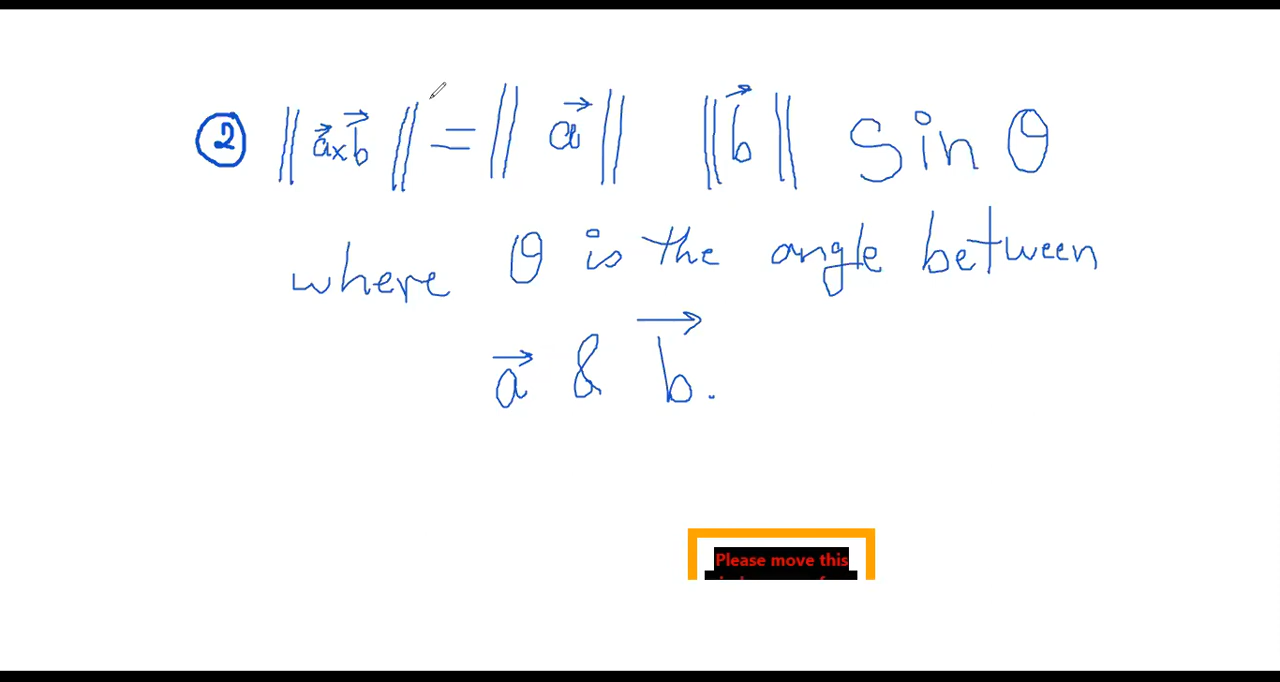 ② ‖a⃗×b⃗‖ = ‖a⃗‖ ‖b⃗‖ Sin θ
where θ is the angle between
a⃗ & b⃗.
Please move this